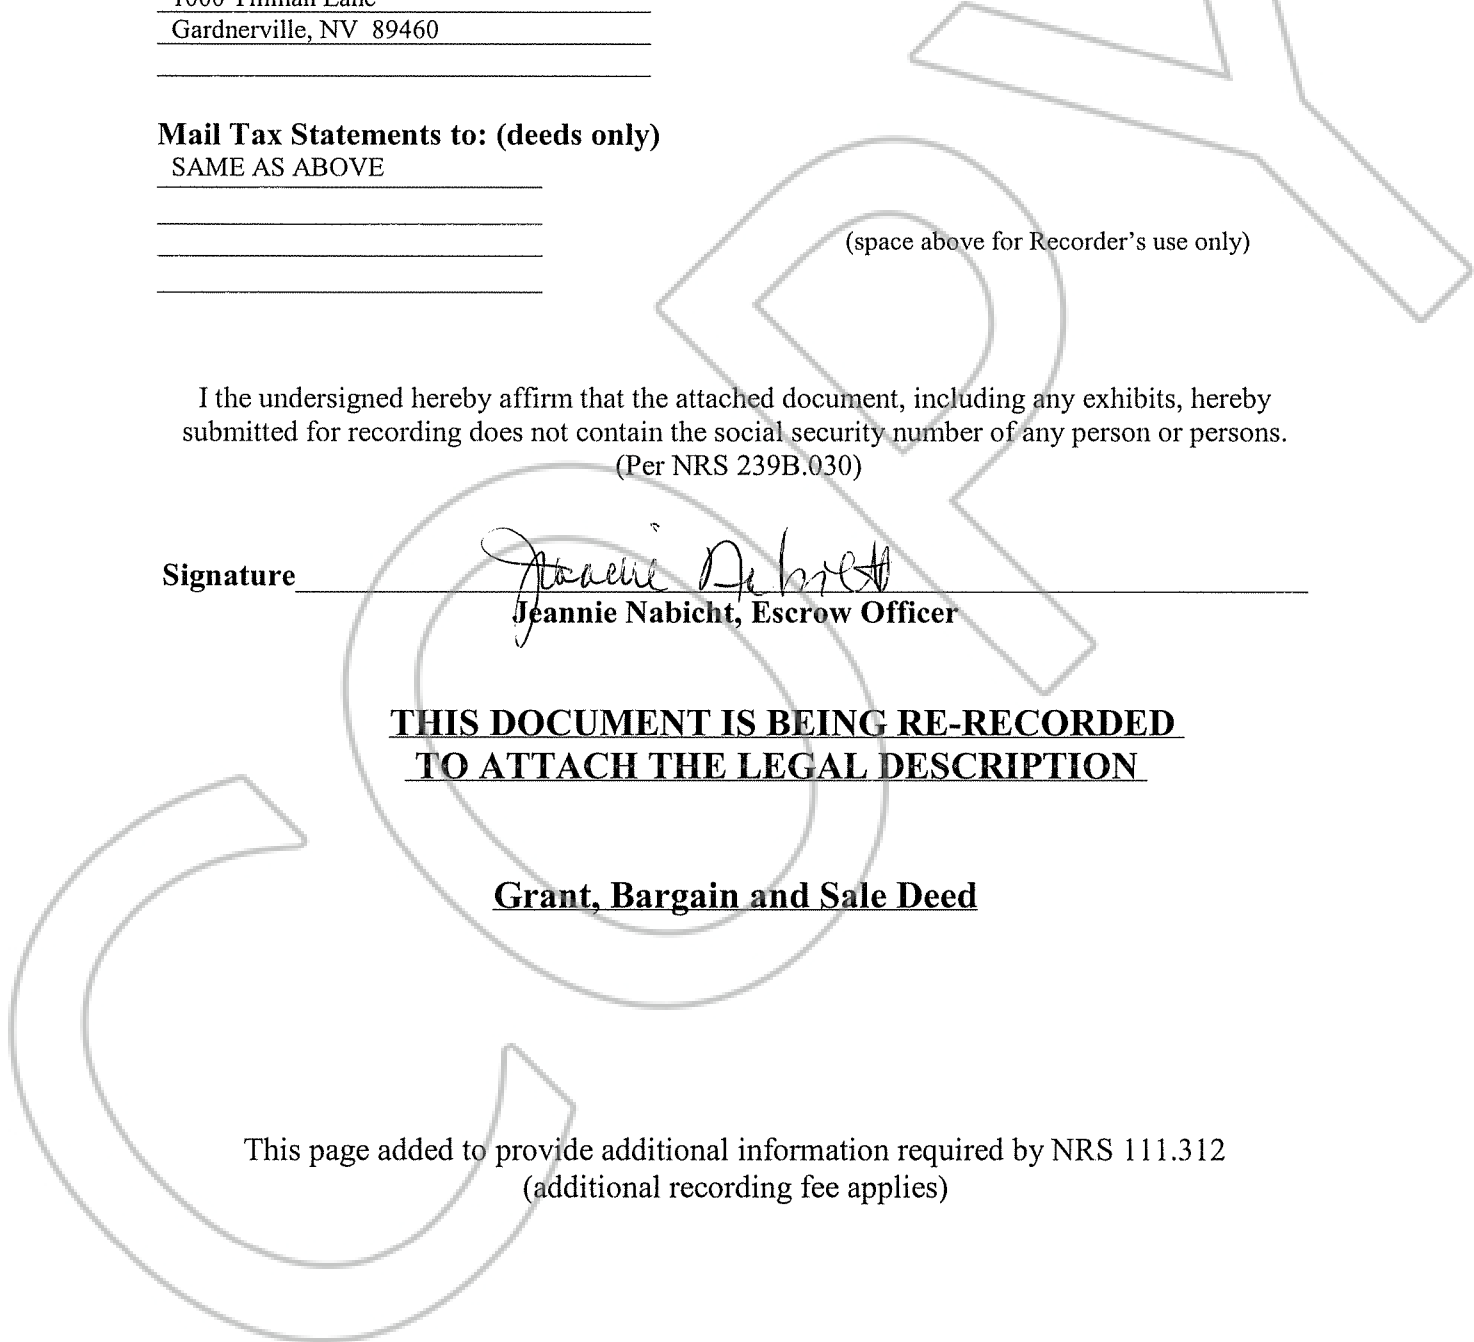 Gardnerville, NV 89460
Mail Tax Statements to: (deeds only)
SAME AS ABOVE
(space above for Recorder's use only)
I the undersigned hereby affirm that the attached document, including any exhibits, hereby
submitted for recording does not contain the social security number of any person or persons.
(Per NRS 239B.030)
Signature
Jeannie Nabicht, Escrow Officer
THIS DOCUMENT IS BEING RE-RECORDED
TO ATTACH THE LEGAL DESCRIPTION
Grant, Bargain and Sale Deed
This page added to provide additional information required by NRS 111.312
(additional recording fee applies)
COPY